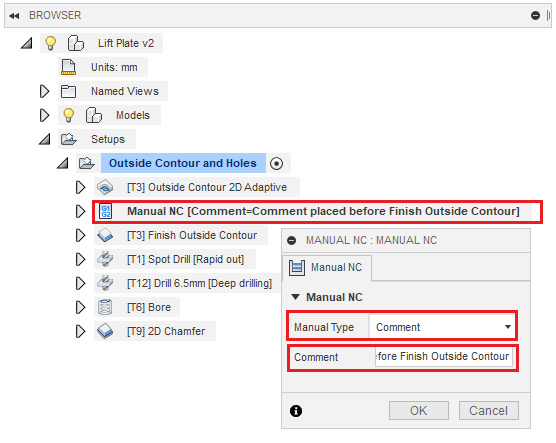 BROWSER
Lift Plate v2
Units: mm
Named Views
Models
Setups
Outside Contour and Holes
[T3] Outside Contour 2D Adaptive
G1
G2
Manual NC [Comment=Comment placed before Finish Outside Contour]
[T3] Finish Outside Contour
[T1] Spot Drill [Rapid out]
[T12] Drill 6.5mm [Deep drilling]
[T6] Bore
[T9] 2D Chamfer
MANUAL NC : MANUAL NC
Manual NC
Manual NC
Manual Type Comment
Comment efore Finish Outside Contour
OK Cancel